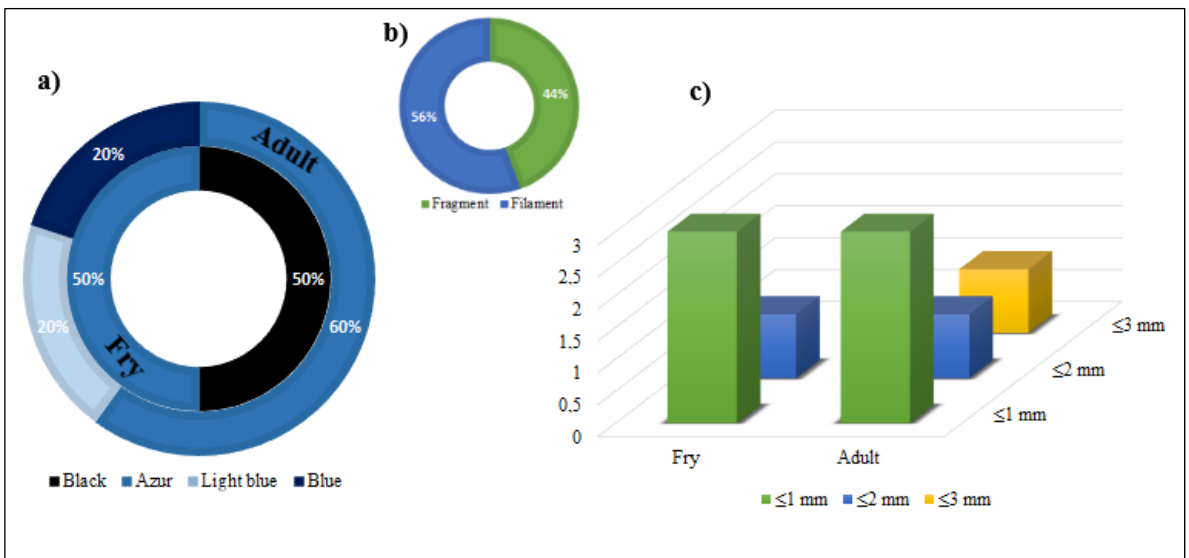 a)
Adult
Fry
20%
50%
50%
20%
60%
Black Azur Light blue Blue
b)
56%
44%
Fragment Filament
c)
3
2.5
2
1.5
1
0.5
0
Fry Adult
≤1 mm
≤2 mm
≤3 mm
≤1 mm ≤2 mm ≤3 mm